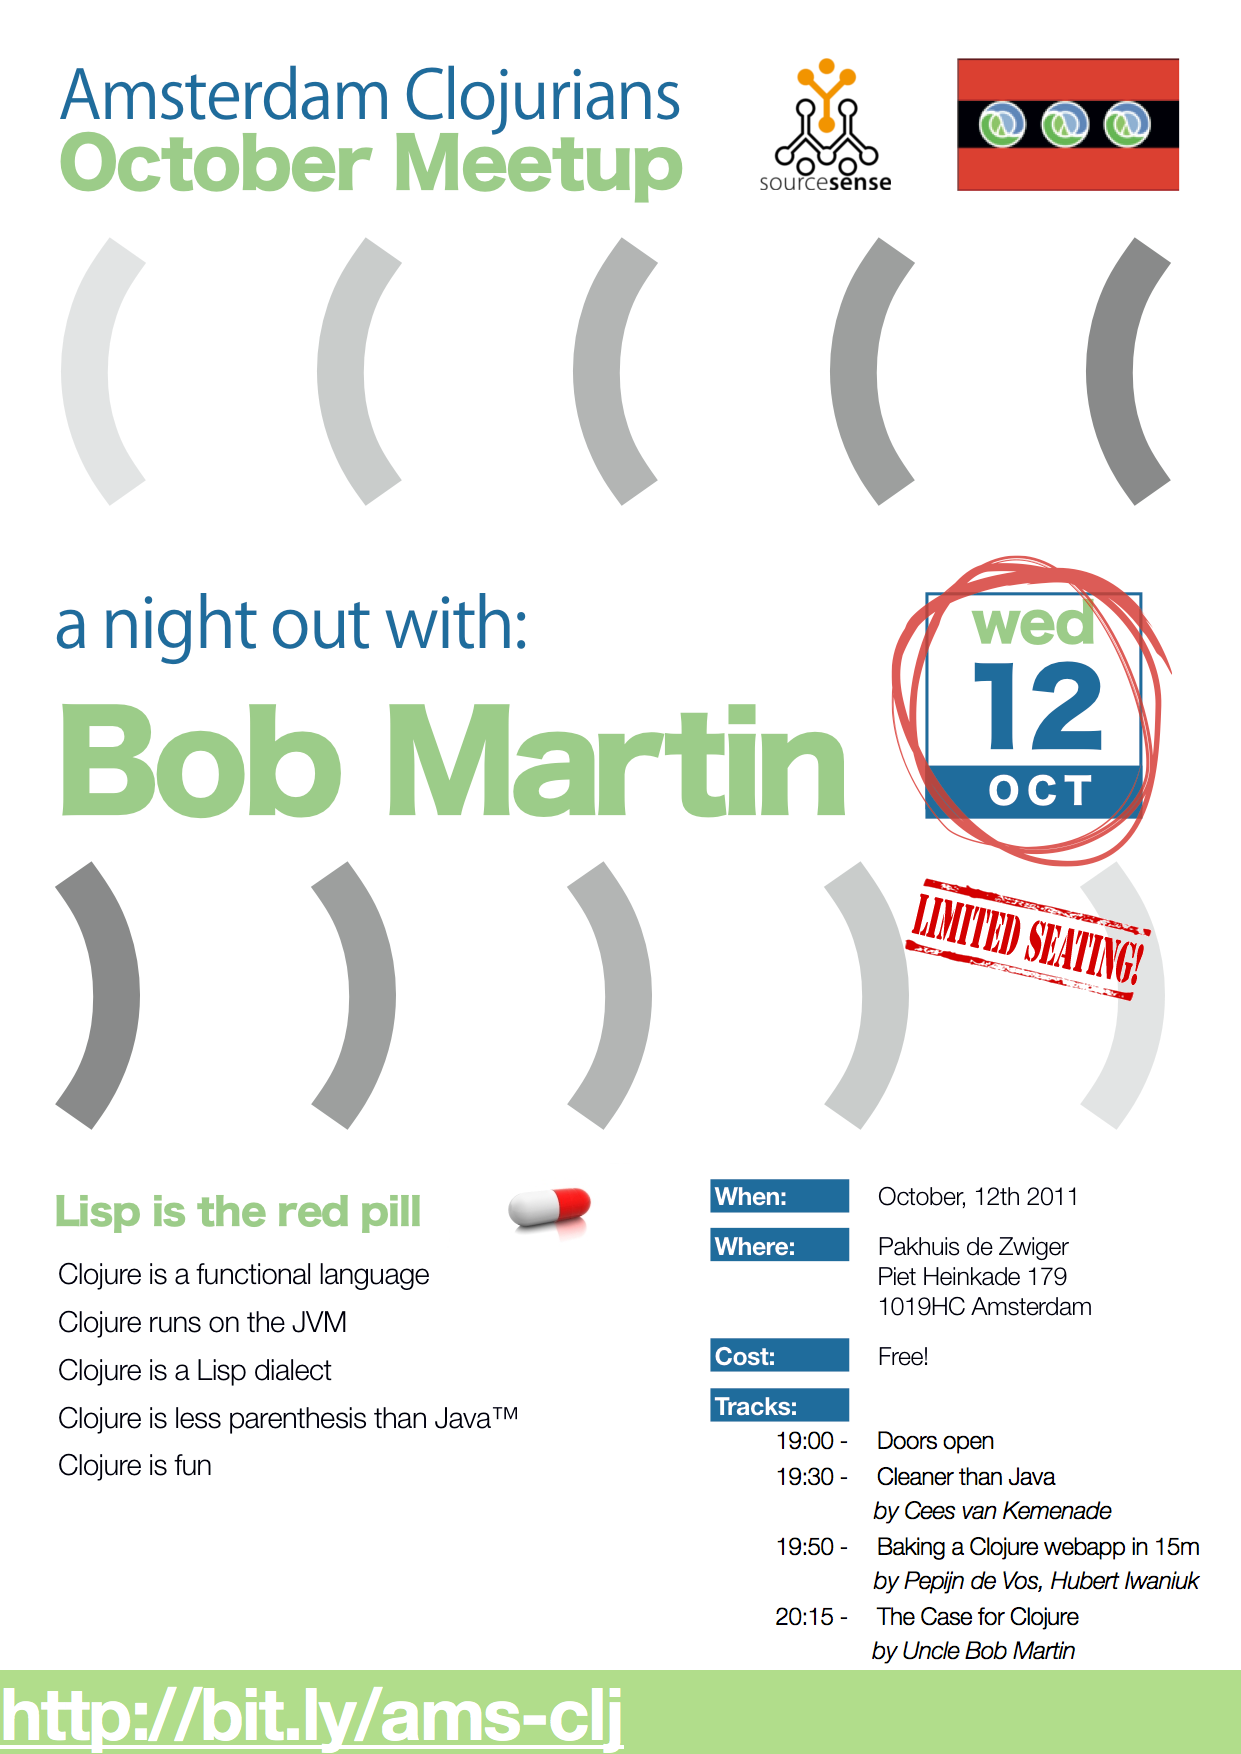 Amsterdam Clojurians
October Meetup
sourcesense
a night out with:
Bob Martin
wed
12
OCT
LIMITED SEATING!
Lisp is the red pill
Clojure is a functional language
Clojure runs on the JVM
Clojure is a Lisp dialect
Clojure is less parenthesis than Java™
Clojure is fun
When: October, 12th 2011
Where: Pakhuis de Zwiger
Piet Heinkade 179
1019HC Amsterdam
Cost: Free!
Tracks:
19:00 - Doors open
19:30 - Cleaner than Java
by Cees van Kemenade
19:50 - Baking a Clojure webapp in 15m
by Pepijn de Vos, Hubert Iwaniuk
20:15 - The Case for Clojure
by Uncle Bob Martin
http://bit.ly/ams-clj